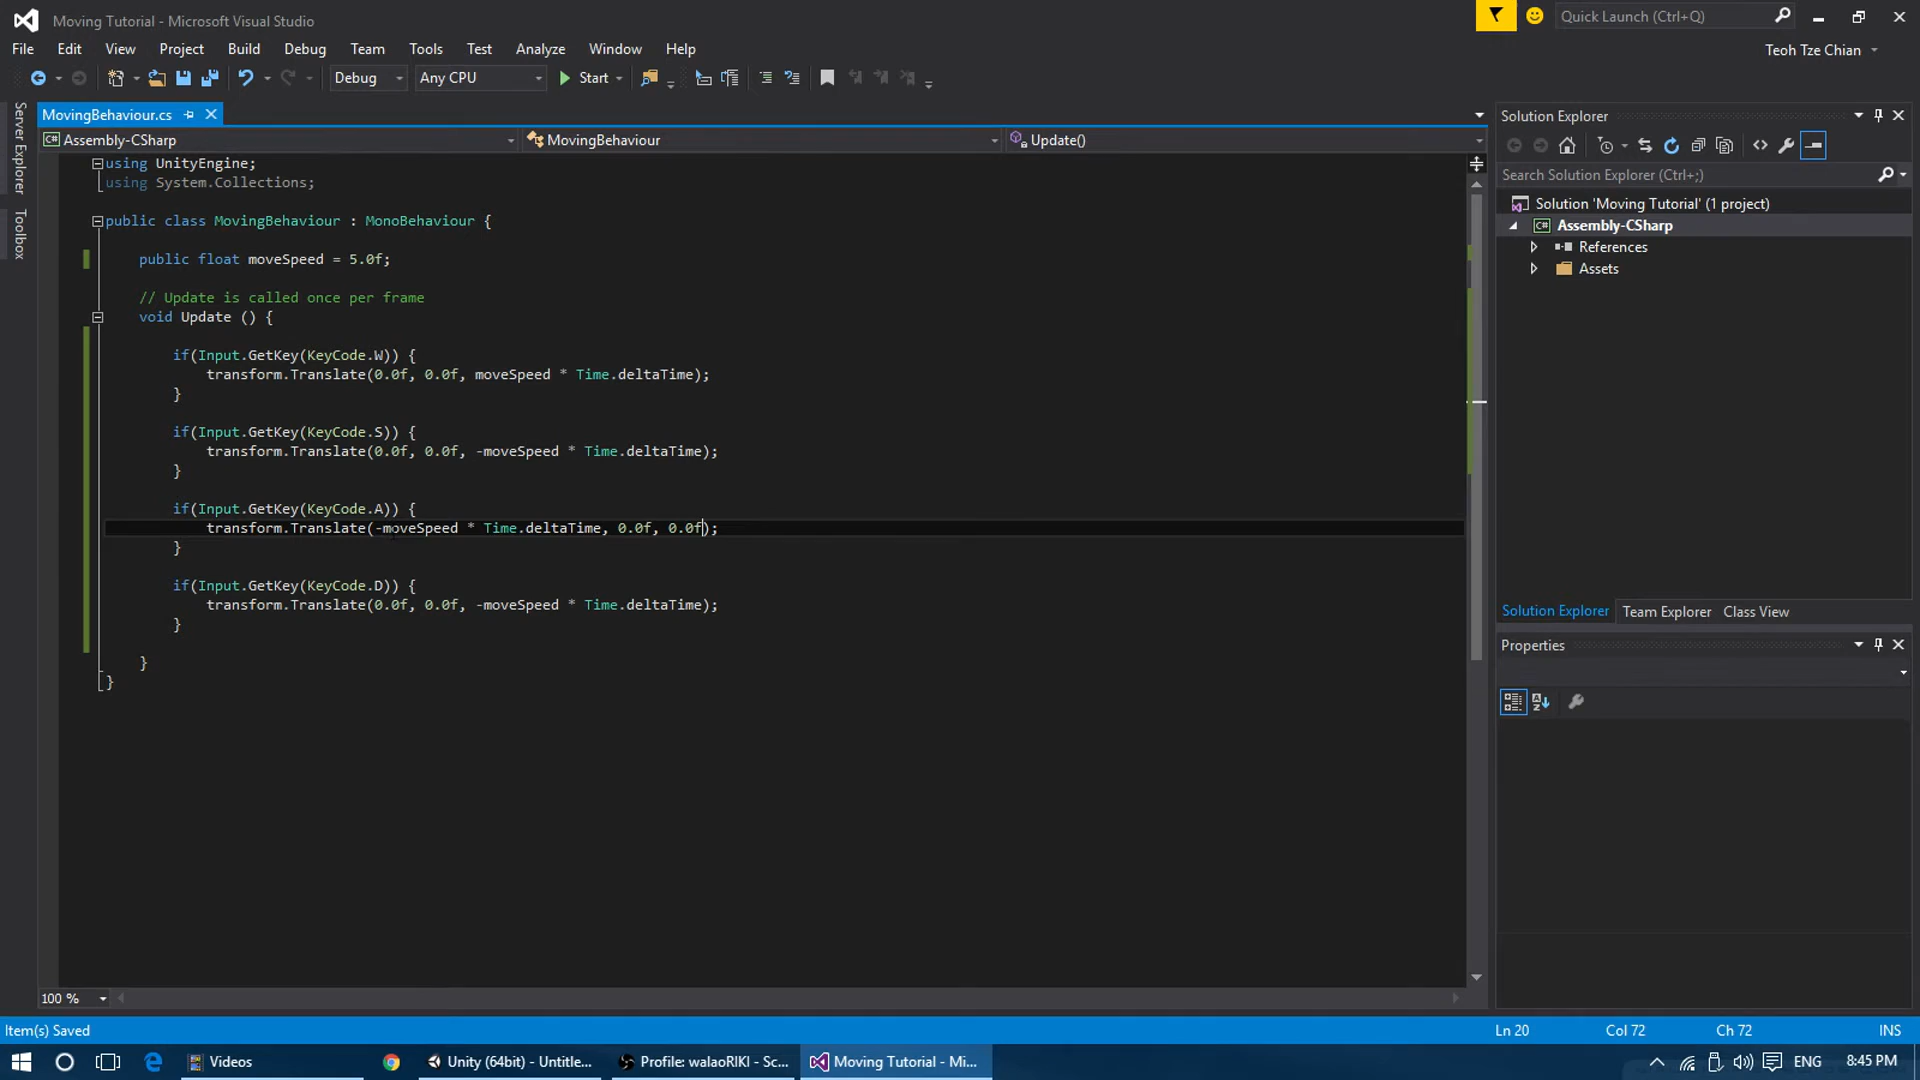 Moving Tutorial - Microsoft Visual Studio
Quick Launch (Ctrl+Q)
File Edit View Project Build Debug Team Tools Test Analyze Window Help
Teoh Tze Chian
Debug Any CPU Start
Server Explorer
Toolbox
MovingBehaviour.cs
Assembly-CSharp MovingBehaviour Update()
using UnityEngine;
using System.Collections;
public class MovingBehaviour : MonoBehaviour {
public float moveSpeed = 5.0f;
// Update is called once per frame
void Update () {
if(Input.GetKey(KeyCode.W)) {
transform.Translate(0.0f, 0.0f, moveSpeed * Time.deltaTime);
}
if(Input.GetKey(KeyCode.S)) {
transform.Translate(0.0f, 0.0f, -moveSpeed * Time.deltaTime);
}
if(Input.GetKey(KeyCode.A)) {
transform.Translate(-moveSpeed * Time.deltaTime, 0.0f, 0.0f);
}
if(Input.GetKey(KeyCode.D)) {
transform.Translate(0.0f, 0.0f, -moveSpeed * Time.deltaTime);
}
}
}
100 %
Solution Explorer
Search Solution Explorer (Ctrl+;)
Solution 'Moving Tutorial' (1 project)
C# Assembly-CSharp
References
Assets
Solution Explorer Team Explorer Class View
Properties
Item(s) Saved Ln 20 Col 72 Ch 72 INS
Videos Unity (64bit) - Untitle... Profile: walaoRIKI - Sc... Moving Tutorial - Mi... ENG 8:45 PM